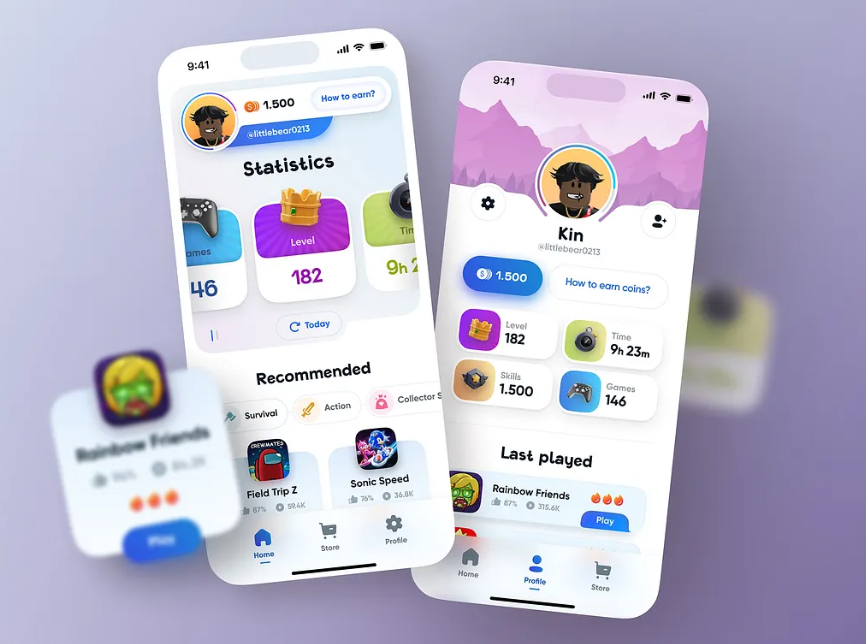 9:41
1.500
How to earn?
@littlebear0213
Statistics
ames
Level
Tim
46
182
9h 2
Today
Recommended
Survival
Action
Collector S
CREWMATES
Field Trip Z
87%
59.6K
Sonic Speed
76%
36.8K
Home
Store
Profile
Rainbow Friends
Play
9:41
Kin
@littlebear0213
1.500
How to earn coins?
Level
182
Time
9h 23m
Skills
1.500
Games
146
Last played
Rainbow Friends
87%
315.6K
Play
Home
Profile
Store